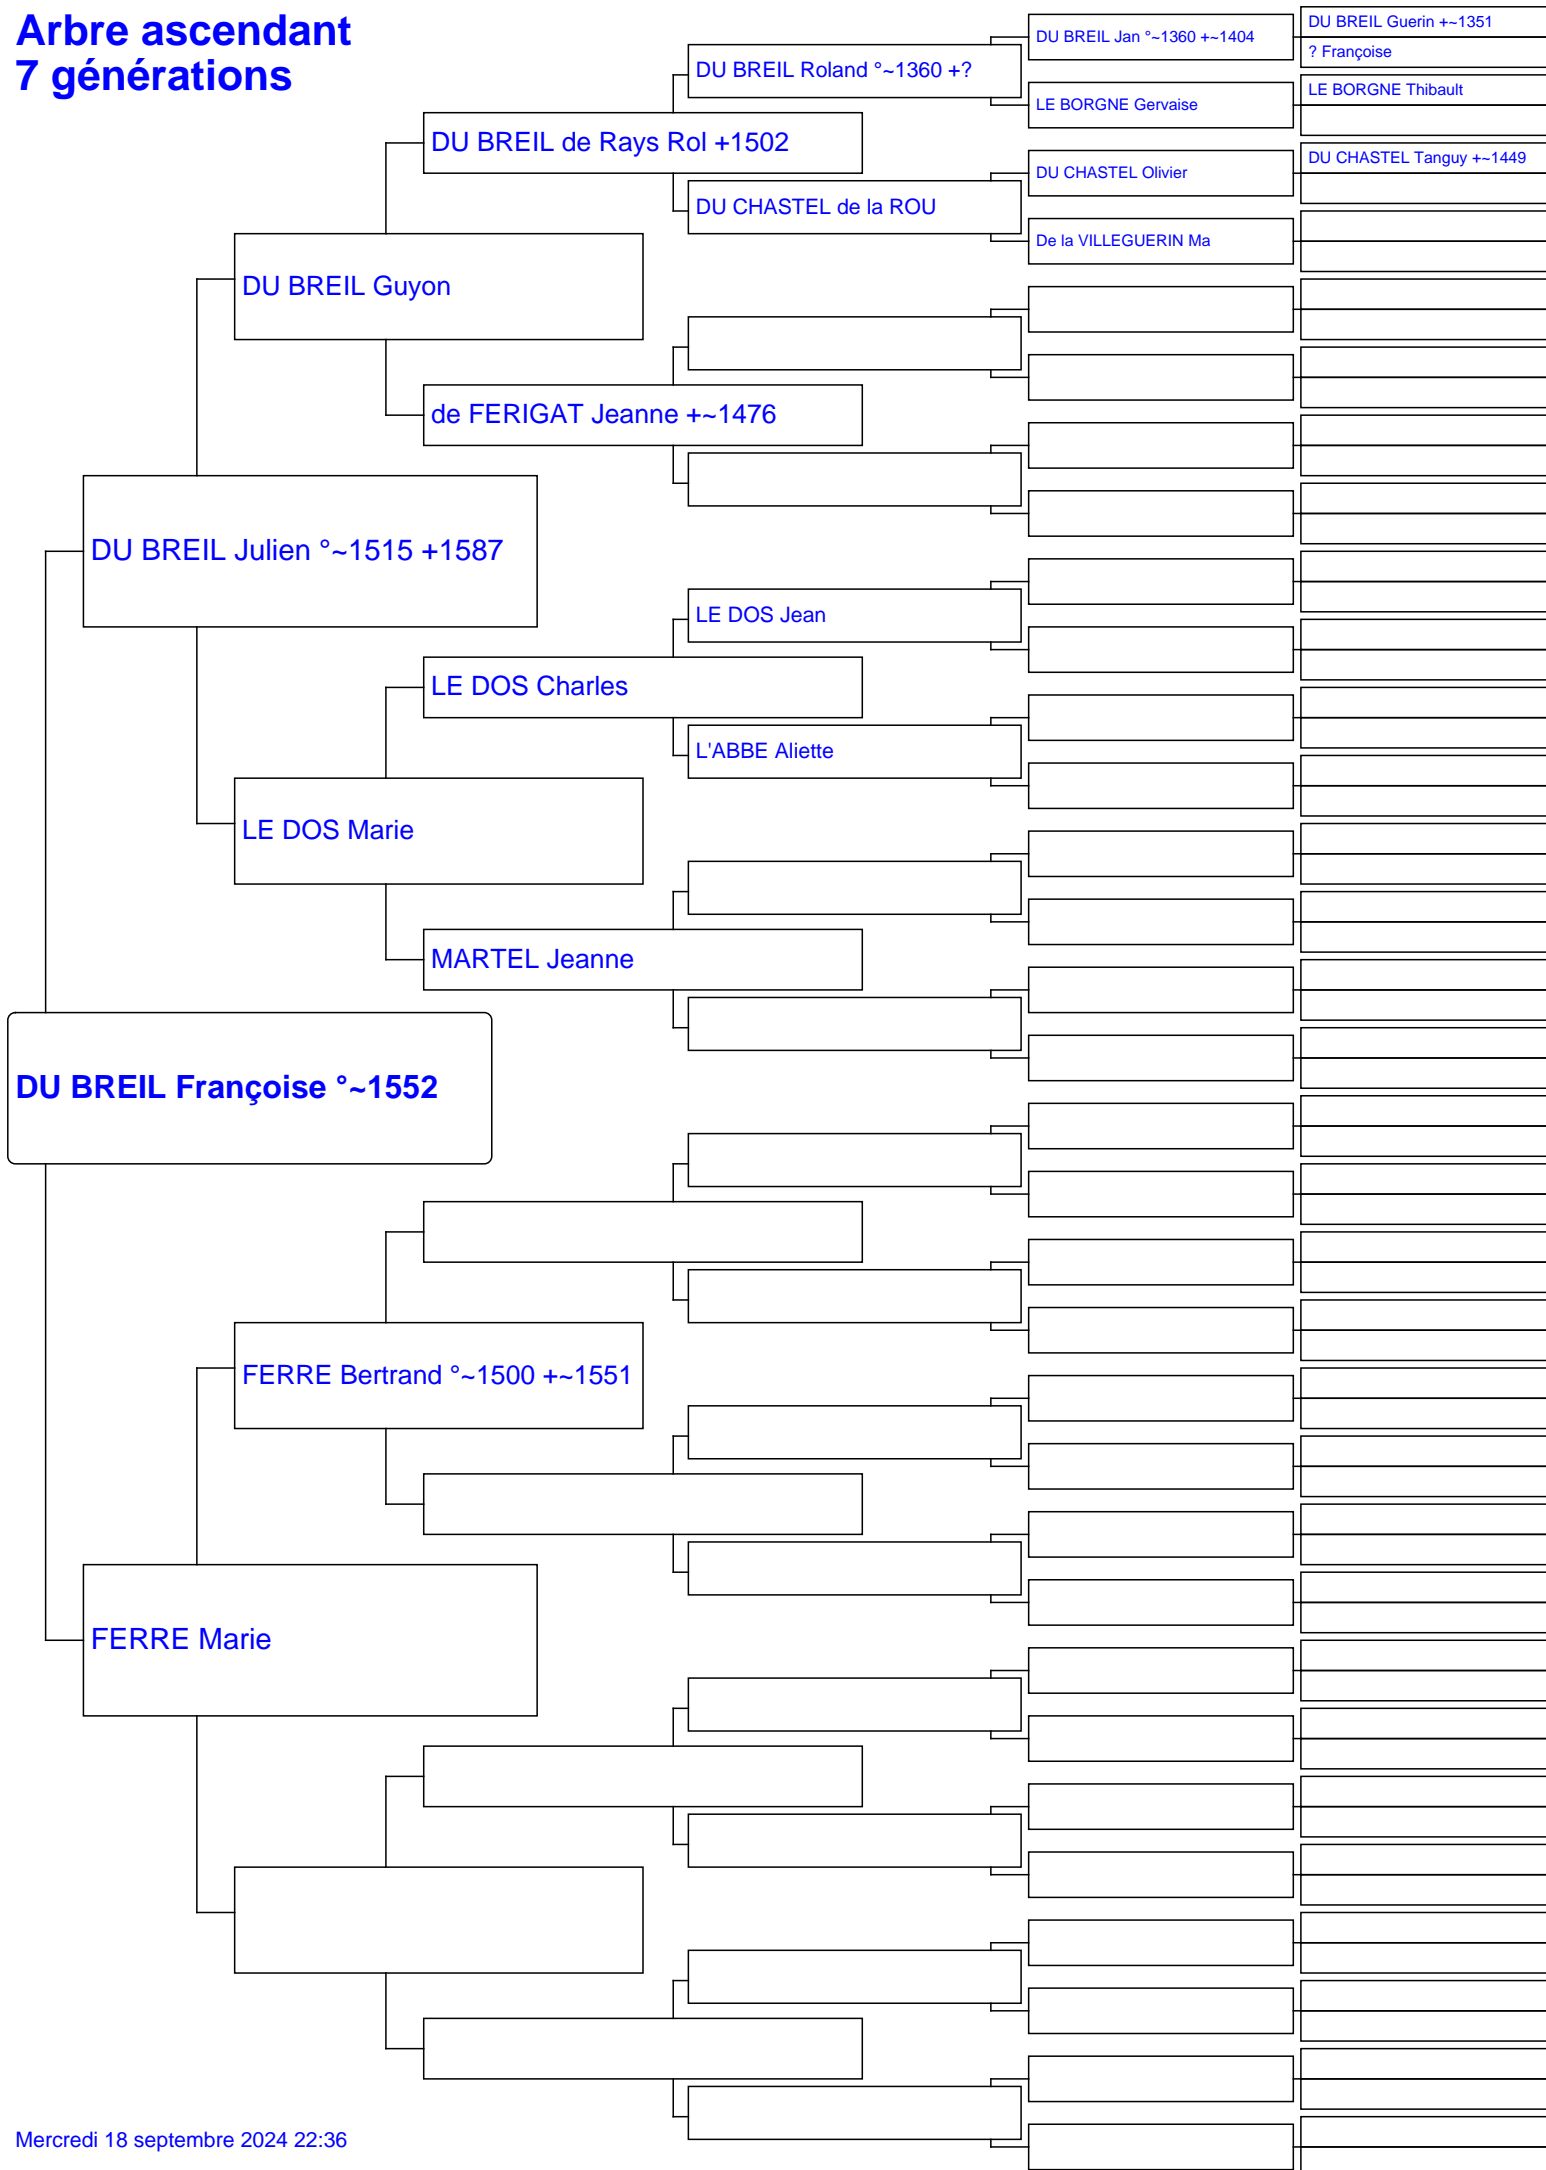 Arbre ascendant
7 générations
DU BREIL Guerin +~1351
DU BREIL Jan °~1360 +~1404
? Françoise
DU BREIL Roland °~1360 +?
LE BORGNE Thibault
LE BORGNE Gervaise
DU BREIL de Rays Rol +1502
DU CHASTEL Tanguy +~1449
DU CHASTEL Olivier
DU CHASTEL de la ROU
De la VILLEGUERIN Ma
DU BREIL Guyon
de FERIGAT Jeanne +~1476
DU BREIL Julien °~1515 +1587
LE DOS Jean
LE DOS Charles
L'ABBE Aliette
LE DOS Marie
MARTEL Jeanne
DU BREIL Françoise °~1552
FERRE Bertrand °~1500 +~1551
FERRE Marie
Mercredi 18 septembre 2024 22:36